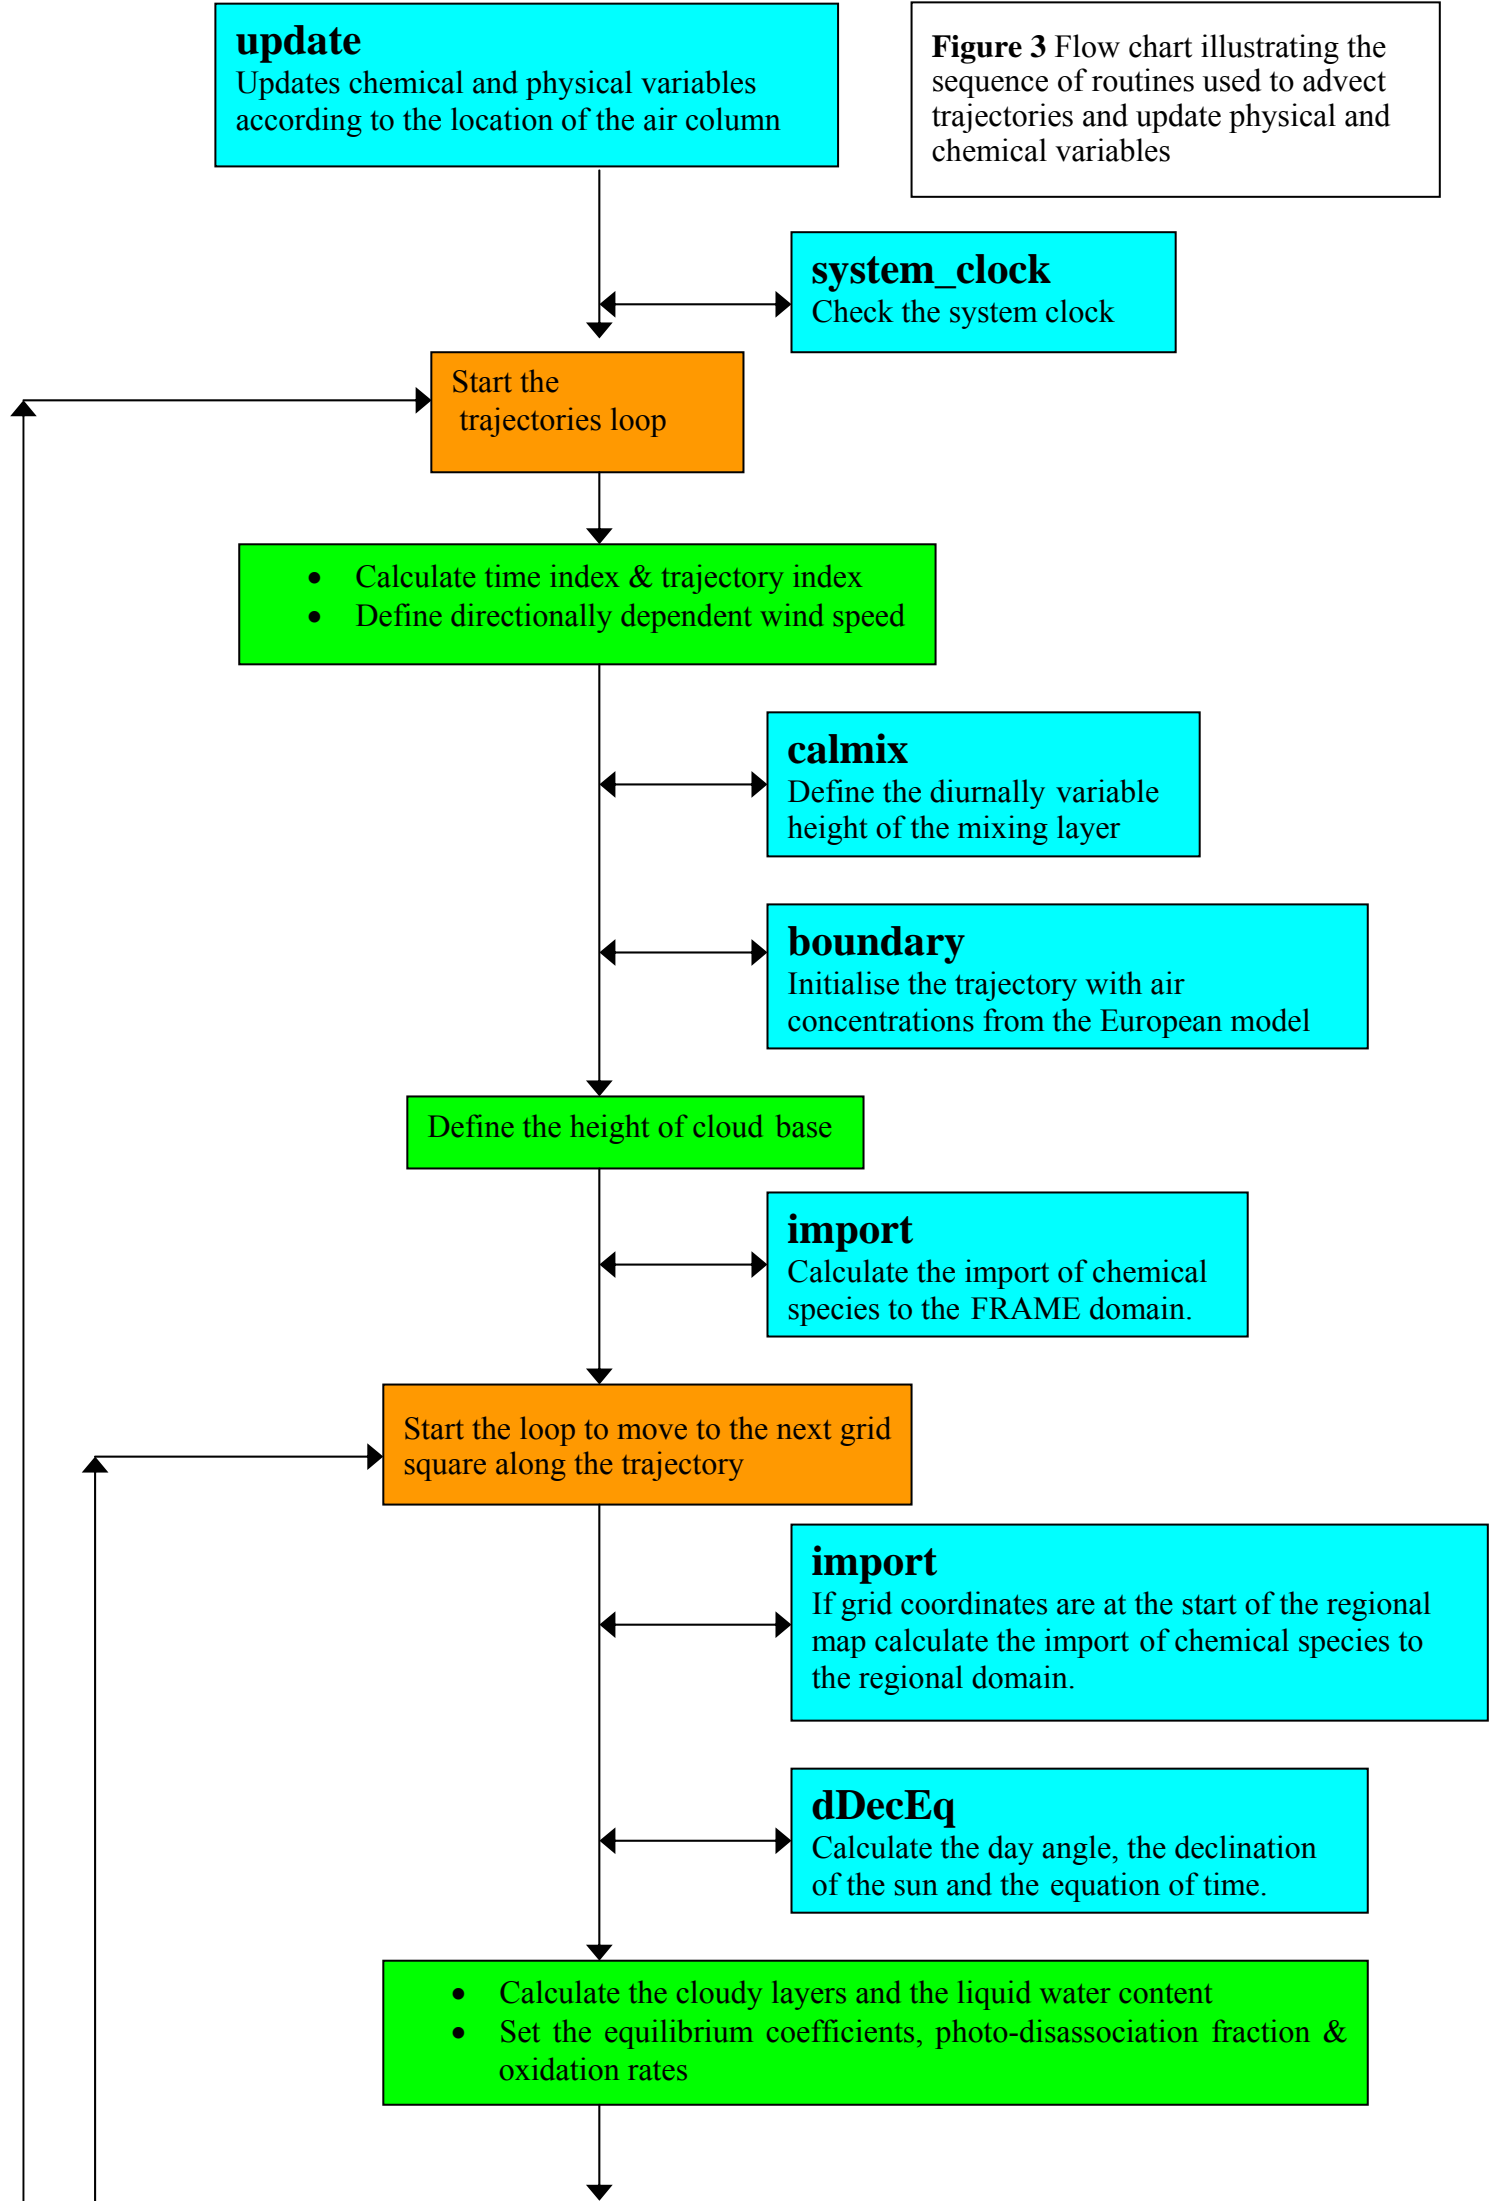 update
Updates chemical and physical variables
according to the location of the air column
Figure 3 Flow chart illustrating the
sequence of routines used to advect
trajectories and update physical and
chemical variables
system_clock
Check the system clock
Start the
trajectories loop
• Calculate time index & trajectory index
• Define directionally dependent wind speed
calmix
Define the diurnally variable
height of the mixing layer
boundary
Initialise the trajectory with air
concentrations from the European model
Define the height of cloud base
import
Calculate the import of chemical
species to the FRAME domain.
Start the loop to move to the next grid
square along the trajectory
import
If grid coordinates are at the start of the regional
map calculate the import of chemical species to
the regional domain.
dDecEq
Calculate the day angle, the declination
of the sun and the equation of time.
• Calculate the cloudy layers and the liquid water content
• Set the equilibrium coefficients, photo-disassociation fraction &
oxidation rates